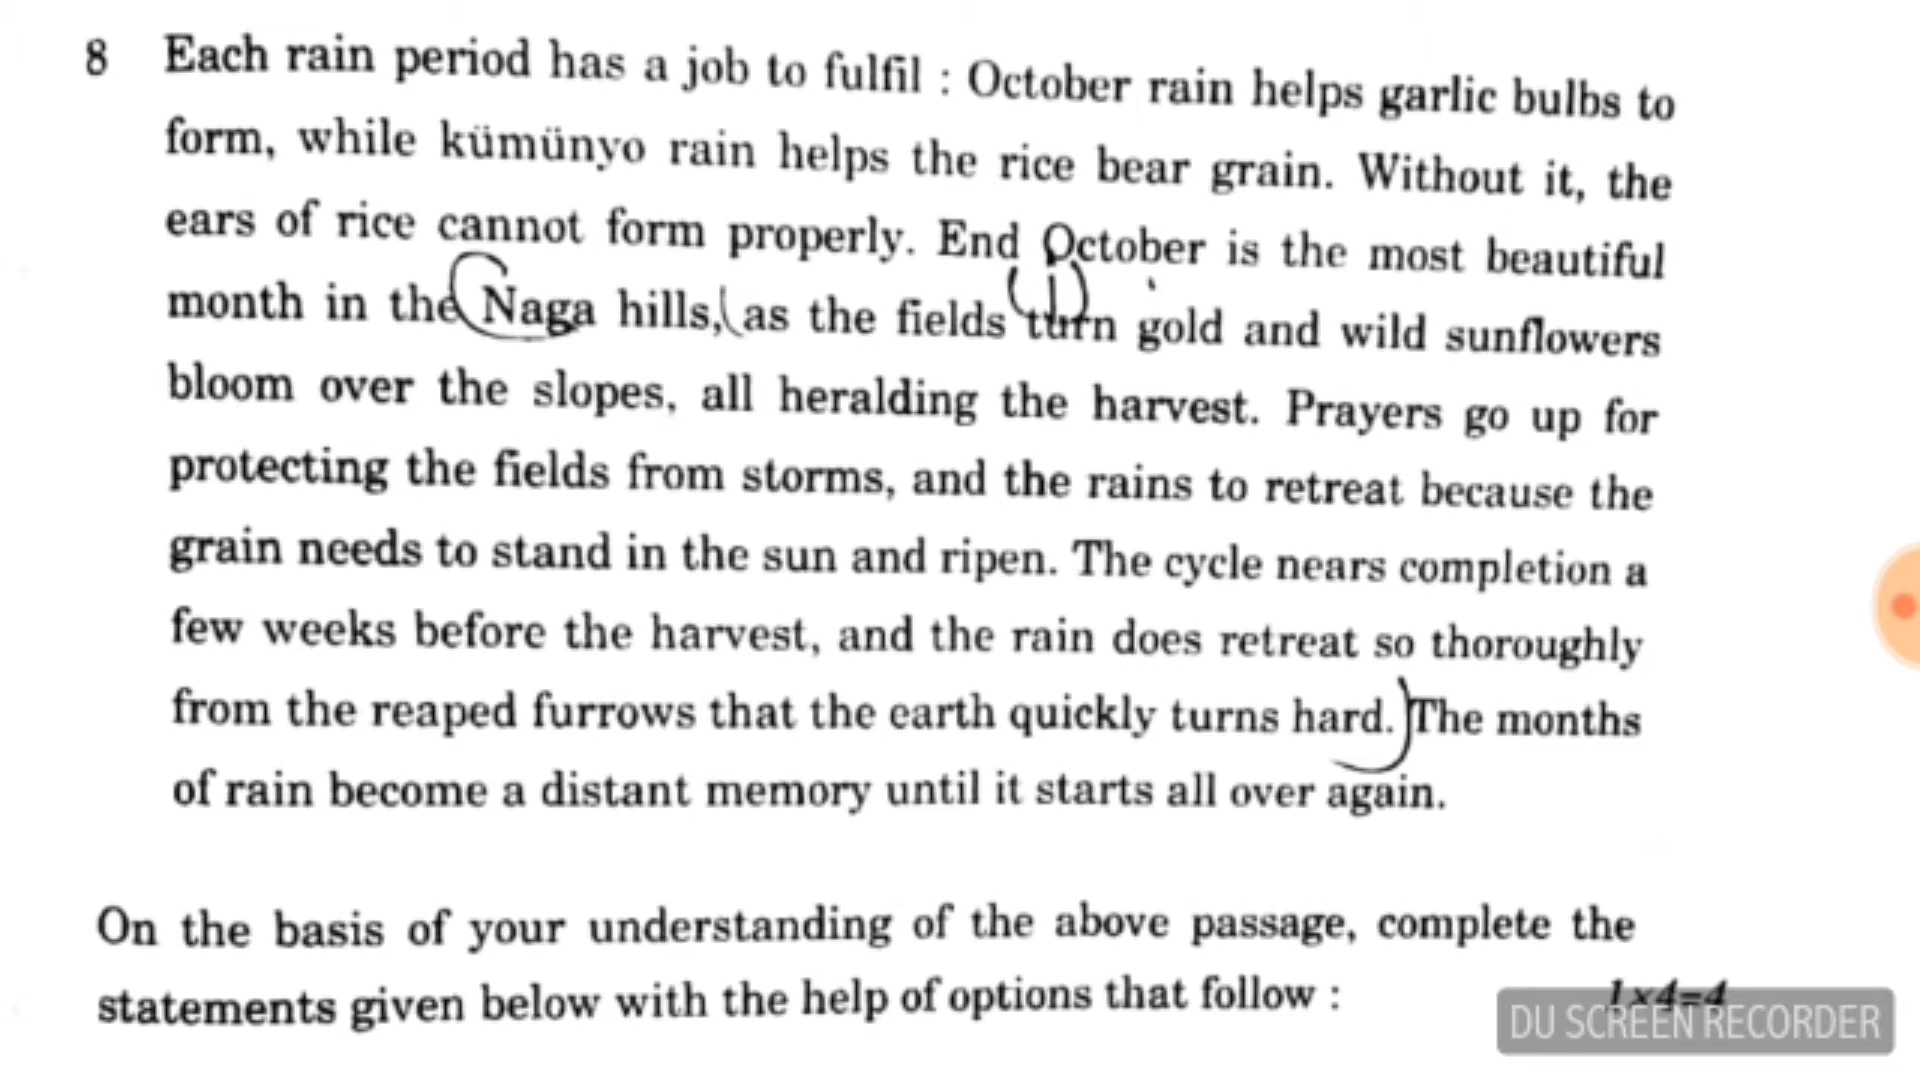 8 Each rain period has a job to fulfil : October rain helps garlic bulbs to
form, while kümünyo rain helps the rice bear grain. Without it, the
ears of rice cannot form properly. End October is the most beautiful
month in the Naga hills, as the fields turn gold and wild sunflowers
bloom over the slopes, all heralding the harvest. Prayers go up for
protecting the fields from storms, and the rains to retreat because the
grain needs to stand in the sun and ripen. The cycle nears completion a
few weeks before the harvest, and the rain does retreat so thoroughly
from the reaped furrows that the earth quickly turns hard. The months
of rain become a distant memory until it starts all over again.
On the basis of your understanding of the above passage, complete the
statements given below with the help of options that follow :
1×4=4
DU SCREEN RECORDER